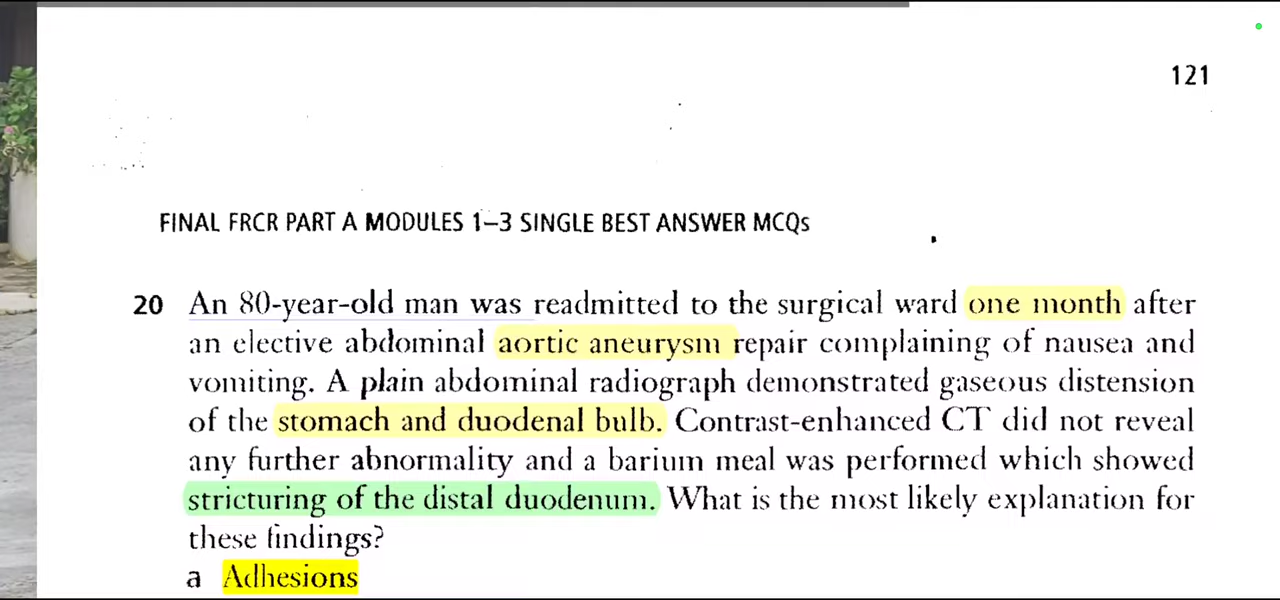 121
FINAL FRCR PART A MODULES 1–3 SINGLE BEST ANSWER MCQs
20 An 80-year-old man was readmitted to the surgical ward one month after
an elective abdominal aortic aneurysm repair complaining of nausea and
vomiting. A plain abdominal radiograph demonstrated gaseous distension
of the stomach and duodenal bulb. Contrast-enhanced CT did not reveal
any further abnormality and a barium meal was performed which showed
stricturing of the distal duodenum. What is the most likely explanation for
these findings?
a Adhesions